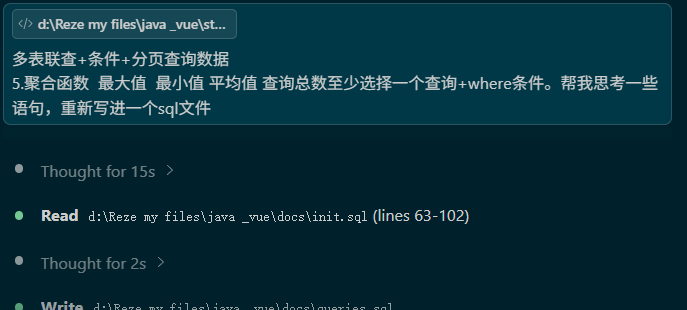 </> d:\Reze my files\java _vue\st...
多表联查+条件+分页查询数据
5.聚合函数 最大值 最小值 平均值 查询总数至少选择一个查询+where条件。帮我思考一些
语句，重新写进一个sql文件
Thought for 15s >
Read d:\Reze my files\java _vue\docs\init.sql (lines 63-102)
Thought for 2s >
Write d:\Reze my files\java _vue\docs\queries.sql